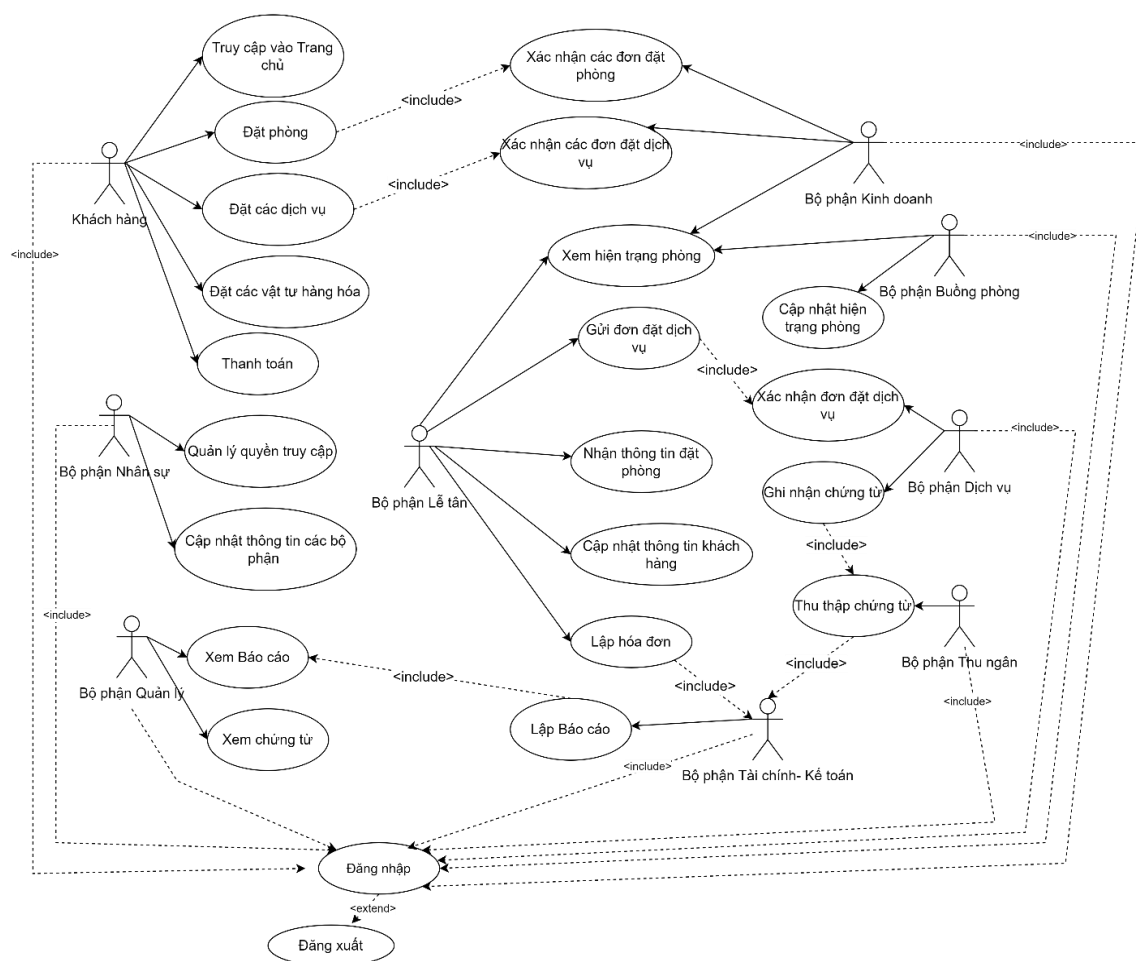 Truy cập vào Trang
chủ
Xác nhận các đơn đặt
phòng
<include>
Đặt phòng
Xác nhận các đơn đặt dịch
vụ
<include>
<include>
Khách hàng
Đặt các dịch vụ
Bộ phận Kinh doanh
<include>
Xem hiện trạng phòng
<include>
Bộ phận Buồng phòng
Đặt các vật tư hàng hóa
Cập nhật hiện
trạng phòng
Gửi đơn đặt dịch
vụ
Thanh toán
<include>
Xác nhận đơn đặt dịch
vụ
<include>
Quản lý quyền truy cập
Bộ phận Nhân sự
Nhận thông tin đặt
phòng
Bộ phận Lễ tân
Bộ phận Dịch vụ
Ghi nhận chứng từ
Cập nhật thông tin các bộ
phận
Cập nhật thông tin khách
hàng
<include>
<include>
Thu thập chứng từ
Lập hóa đơn
Xem Báo cáo
Bộ phận Thu ngân
<include>
<include>
<include>
Bộ phận Quản lý
<include>
Lập Báo cáo
Xem chứng từ
Bộ phận Tài chính- Kế toán
<include>
Đăng nhập
<extend>
Đăng xuất